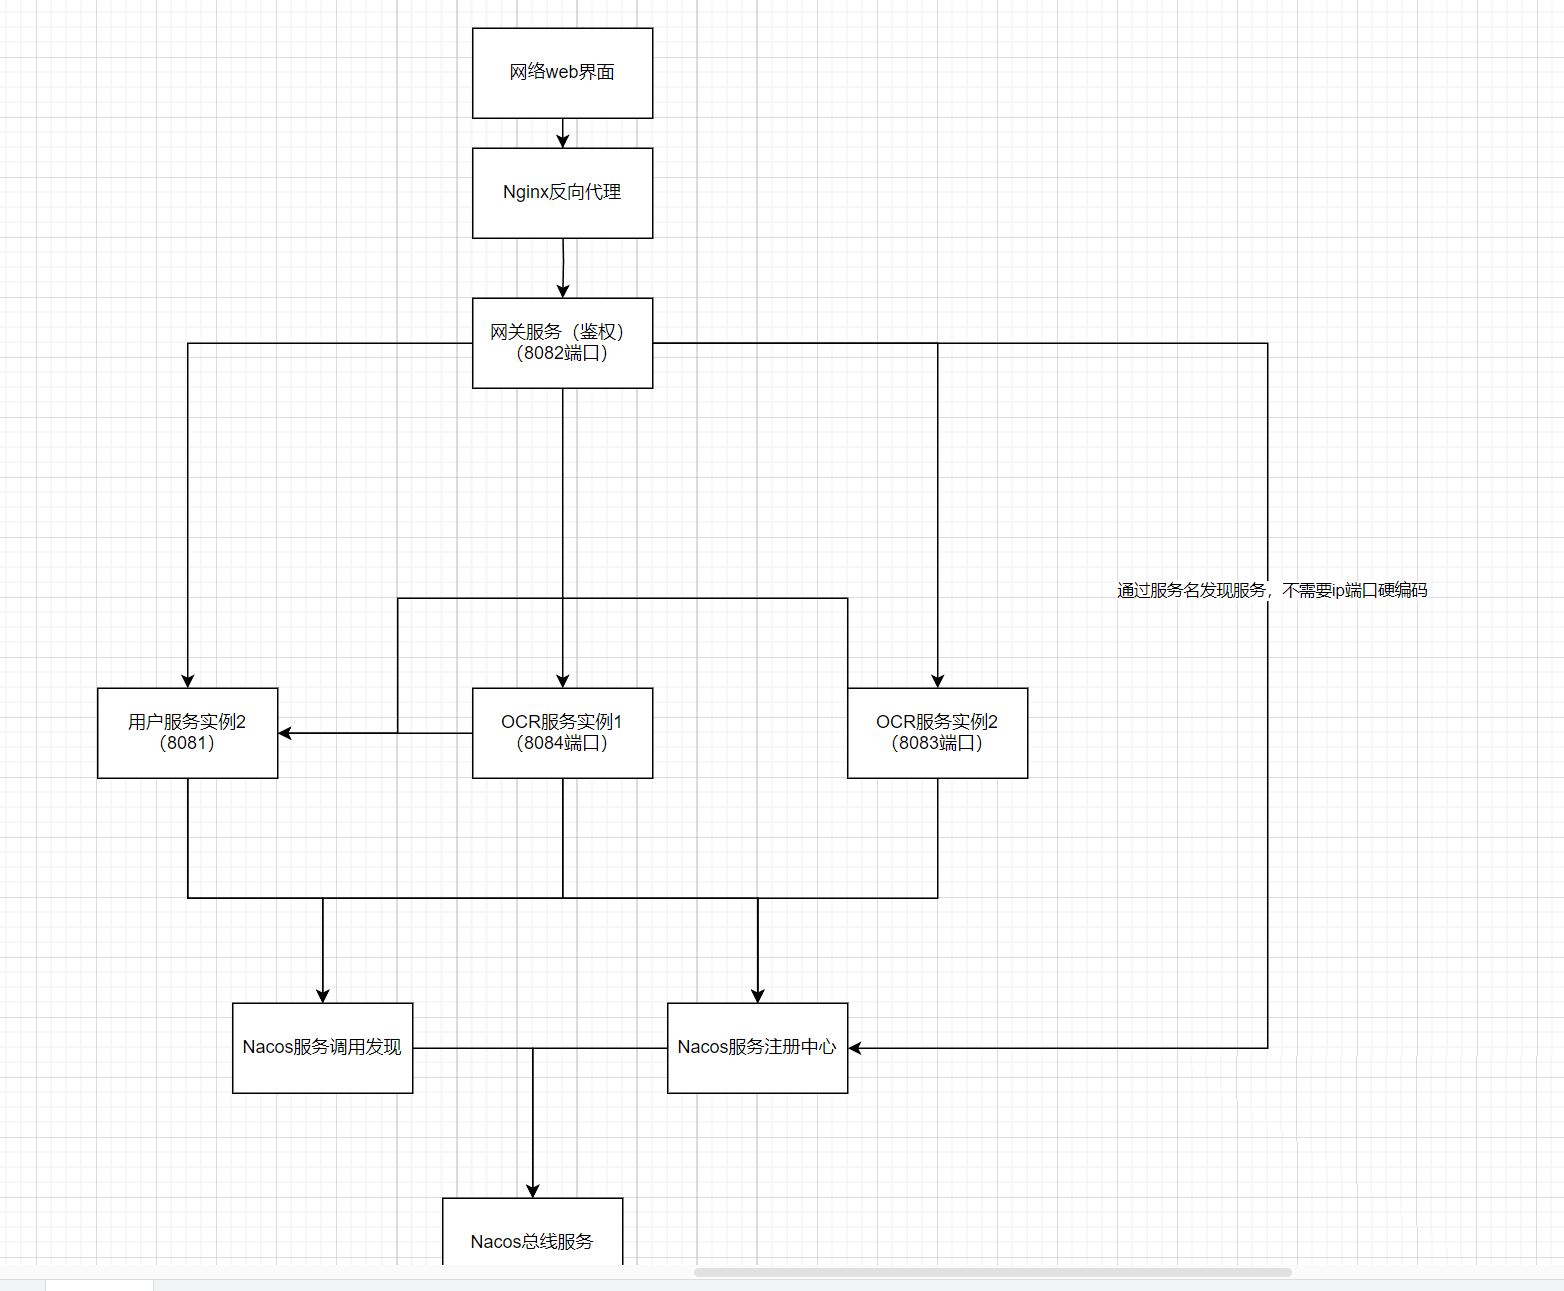 网络web界面
Nginx反向代理
网关服务（鉴权）
（8082端口）
通过服务名发现服务，不需要ip端口硬编码
用户服务实例2
（8081）
OCR服务实例1
（8084端口）
OCR服务实例2
（8083端口）
Nacos服务调用发现
Nacos服务注册中心
Nacos总线服务